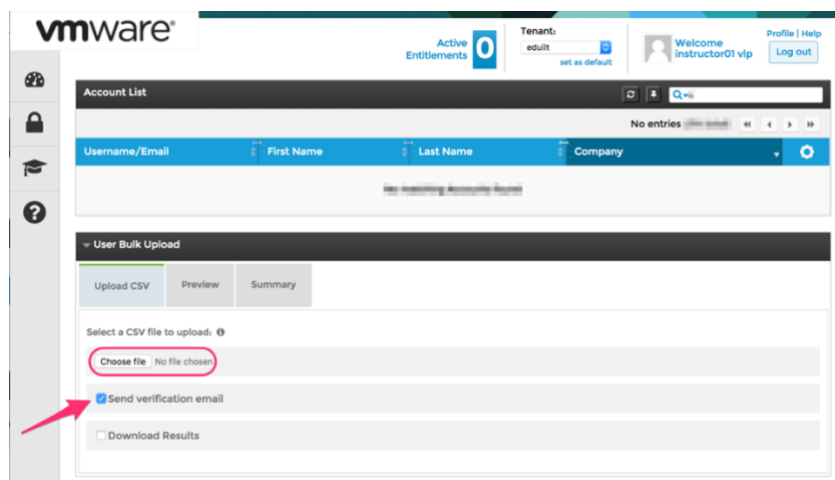 vmware®
Active
Entitlements
0
Tenant:
eduilt
set as default
Welcome
instructor01 vlp
Profile | Help
Log out
Account List
No entries
Username/Email First Name Last Name Company
User Bulk Upload
Upload CSV Preview Summary
Select a CSV file to upload:
Choose file No file chosen
Send verification email
Download Results